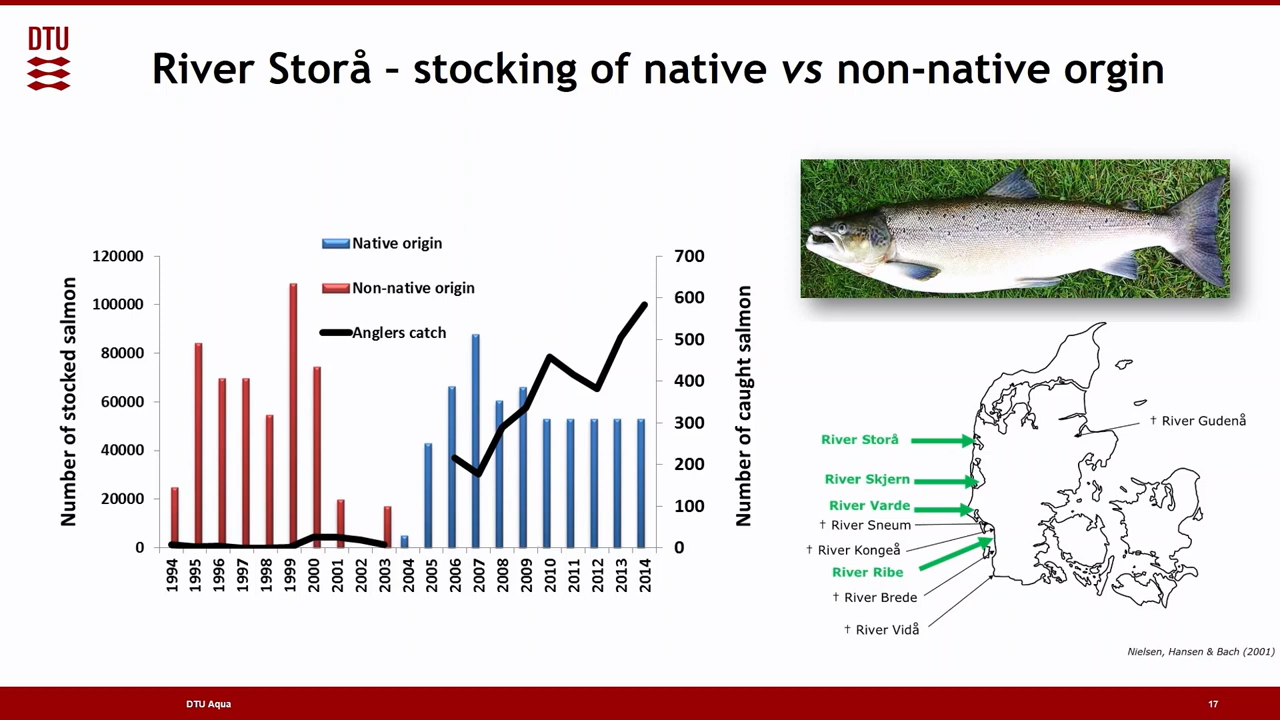 DTU
River Storå – stocking of native vs non-native orgin
Native origin
Non-native origin
Anglers catch
Number of stocked salmon
120000
100000
80000
60000
40000
20000
0
700
600
500
400
300
200
100
0
Number of caught salmon
1994 1995 1996 1997 1998 1999 2000 2001 2002 2003 2004 2005 2006 2007 2008 2009 2010 2011 2012 2013 2014
† River Gudenå
River Storå
River Skjern
River Varde
† River Sneum
† River Kongeå
River Ribe
† River Brede
† River Vidå
Nielsen, Hansen & Bach (2001)
DTU Aqua
17